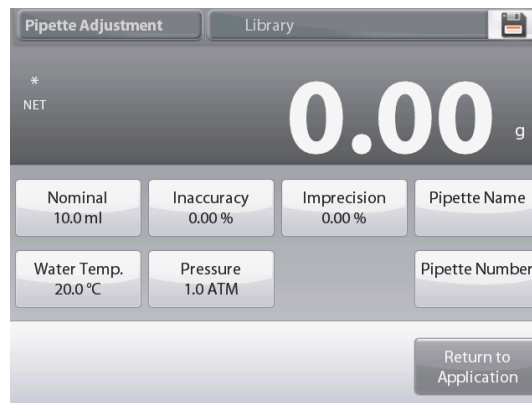 Pipette Adjustment
Library
*
NET
0.00 g
Nominal
10.0 ml
Inaccuracy
0.00 %
Imprecision
0.00 %
Pipette Name
Water Temp.
20.0 °C
Pressure
1.0 ATM
Pipette Number
Return to
Application